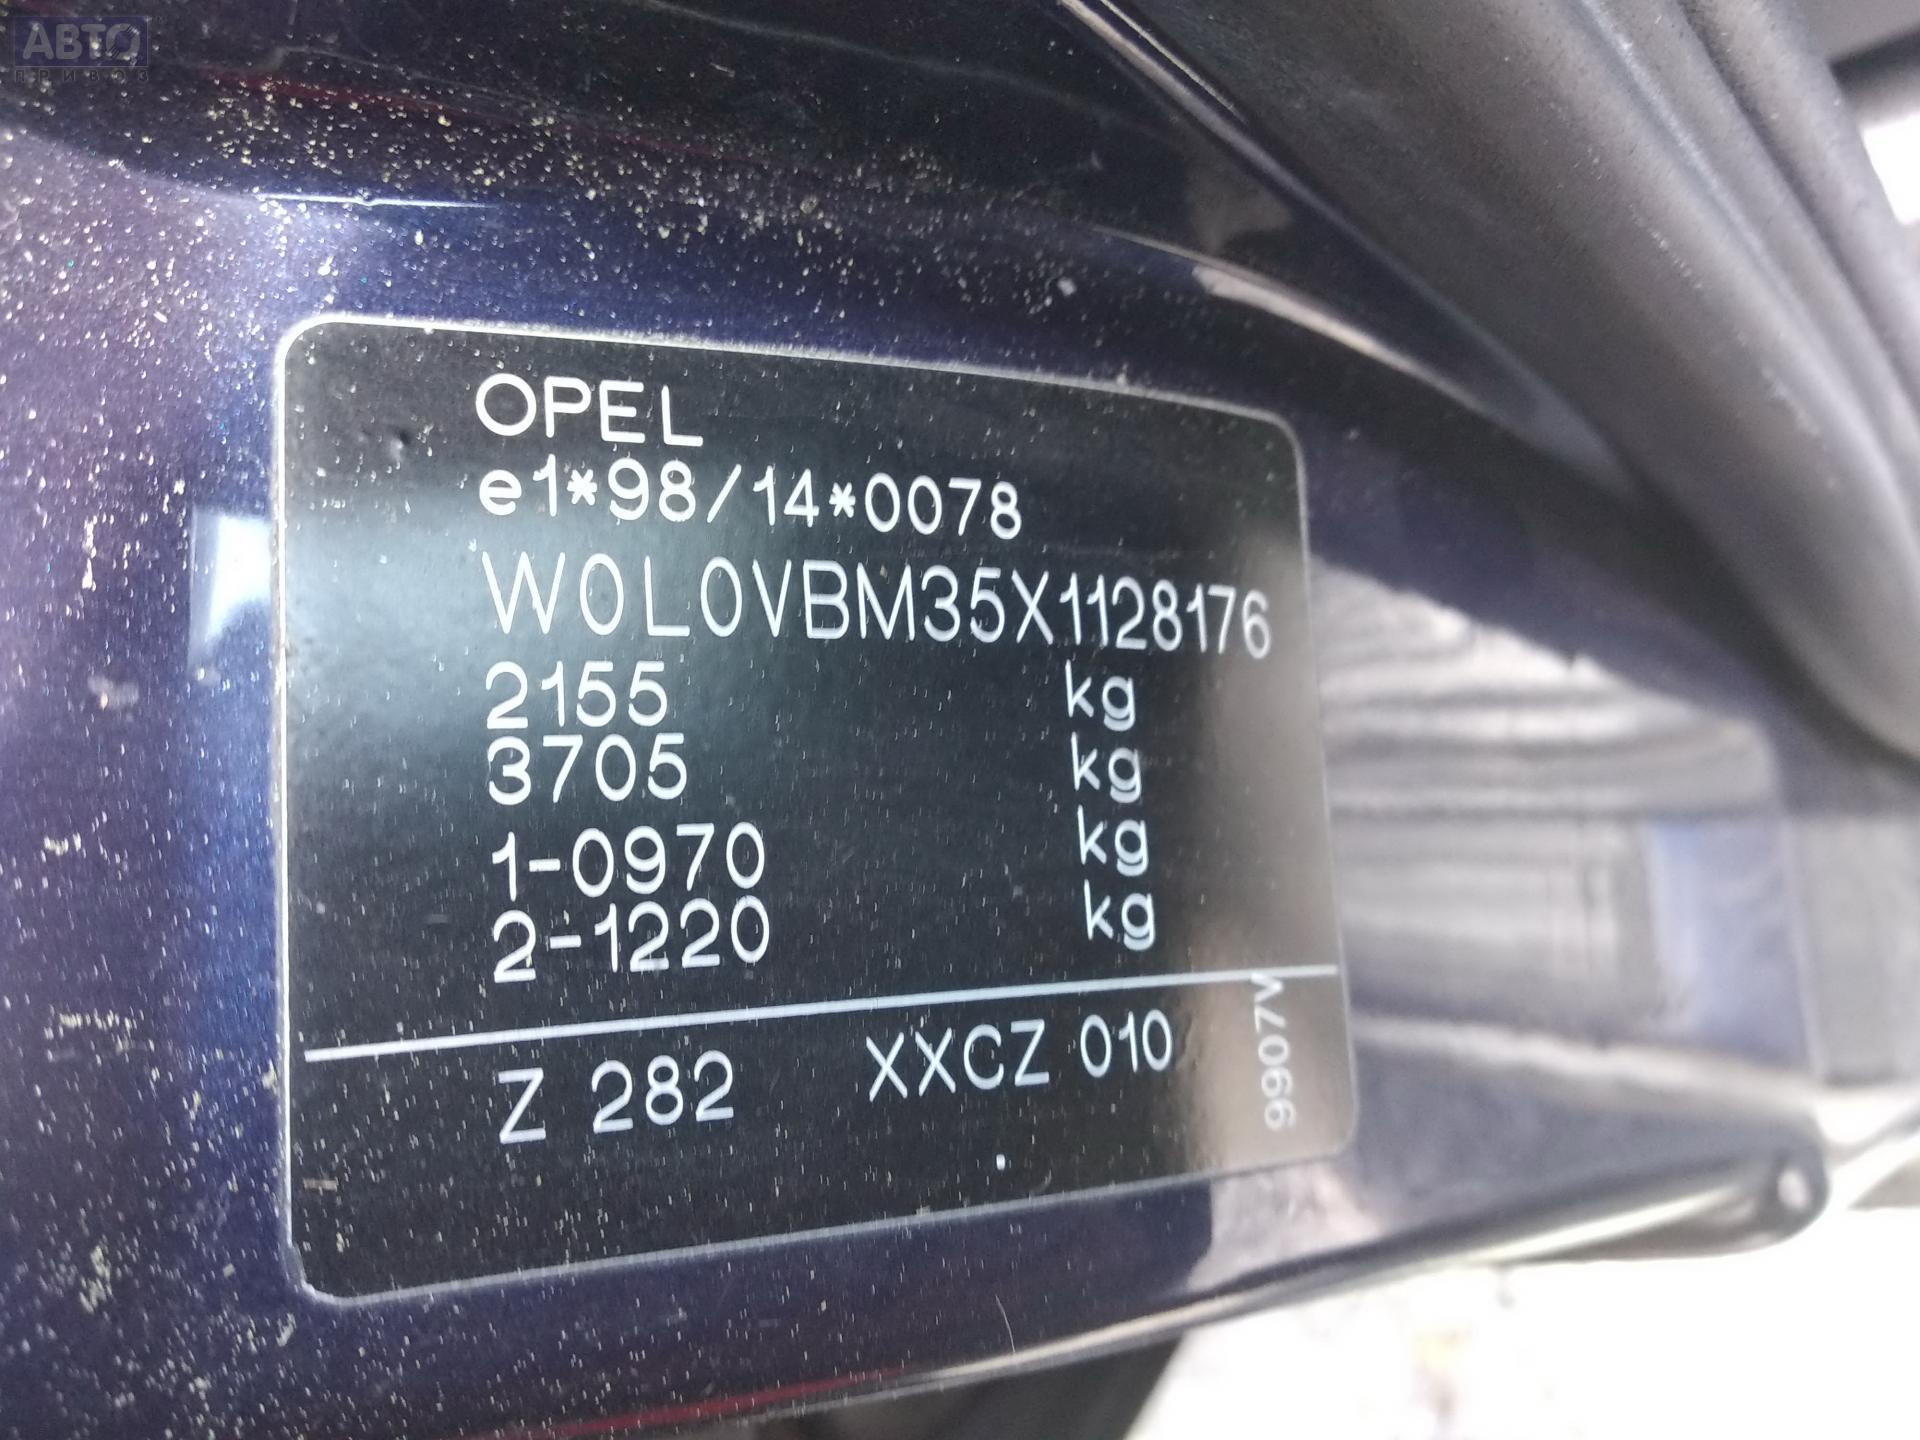 АВТО
ПРИВОЗ
OPEL
e1*98/14*0078
W0L0VBM35X1128176
2155 kg
3705 kg
1-0970 kg
2-1220 kg
Z 282 XXCZ 010
9907V